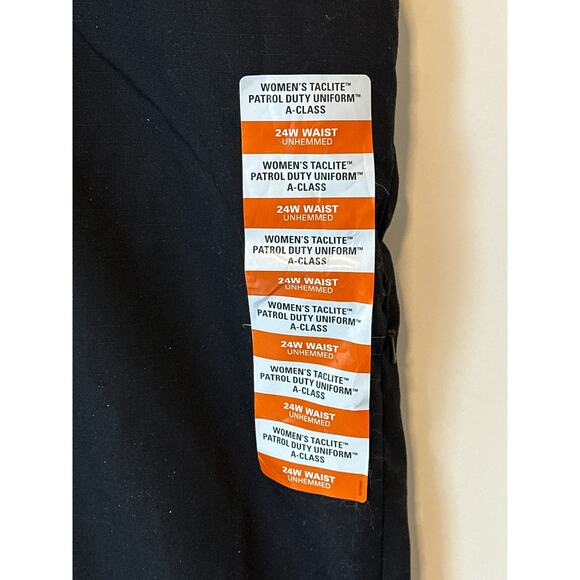 WOMEN'S TACLITE™
PATROL DUTY UNIFORM™
A-CLASS
24W WAIST
UNHEMMED
WOMEN'S TACLITE™
PATROL DUTY UNIFORM™
A-CLASS
24W WAIST
UNHEMMED
WOMEN'S TACLITE™
PATROL DUTY UNIFORM™
A-CLASS
24W WAIST
UNHEMMED
WOMEN'S TACLITE™
PATROL DUTY UNIFORM™
A-CLASS
24W WAIST
UNHEMMED
WOMEN'S TACLITE™
PATROL DUTY UNIFORM™
A-CLASS
24W WAIST
UNHEMMED
WOMEN'S TACLITE™
PATROL DUTY UNIFORM™
A-CLASS
24W WAIST
UNHEMMED